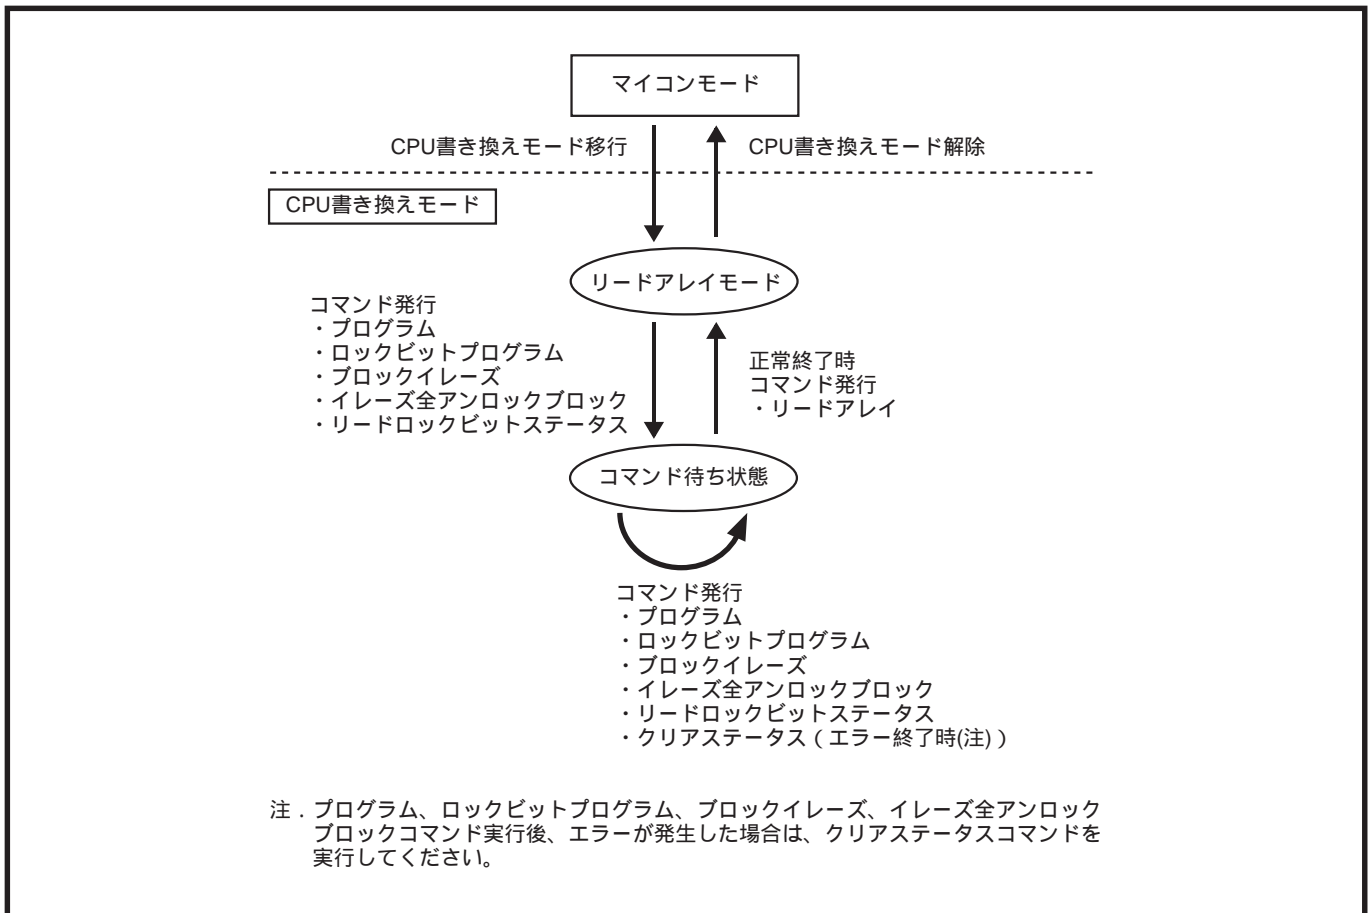 マイコンモード
CPU書き換えモード移行
CPU書き換えモード解除
CPU書き換えモード
リードアレイモード
コマンド発行
・プログラム
・ロックビットプログラム
・ブロックイレーズ
・イレーズ全アンロックブロック
・リードロックビットステータス
正常終了時
コマンド発行
・リードアレイ
コマンド待ち状態
コマンド発行
・プログラム
・ロックビットプログラム
・ブロックイレーズ
・イレーズ全アンロックブロック
・リードロックビットステータス
・クリアステータス ( エラー終了時(注) )
注 . プログラム、ロックビットプログラム、ブロックイレーズ、イレーズ全アンロック
ブロックコマンド実行後、エラーが発生した場合は、クリアステータスコマンドを
実行してください。